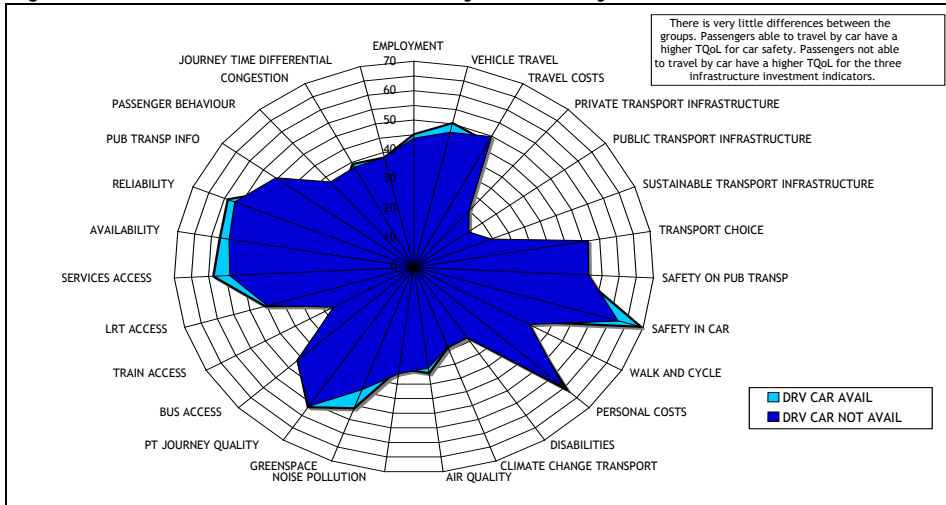 There is very little differences between the
groups. Passengers able to travel by car have a
higher TQoL for car safety. Passengers not able
to travel by car have a higher TQoL for the three
infrastructure investment indicators.
EMPLOYMENT
VEHICLE TRAVEL
TRAVEL COSTS
PRIVATE TRANSPORT INFRASTRUCTURE
PUBLIC TRANSPORT INFRASTRUCTURE
SUSTAINABLE TRANSPORT INFRASTRUCTURE
TRANSPORT CHOICE
SAFETY ON PUB TRANSP
SAFETY IN CAR
WALK AND CYCLE
PERSONAL COSTS
DISABILITIES
CLIMATE CHANGE TRANSPORT
AIR QUALITY
NOISE POLLUTION
GREENSPACE
PT JOURNEY QUALITY
BUS ACCESS
TRAIN ACCESS
LRT ACCESS
SERVICES ACCESS
AVAILABILITY
RELIABILITY
PUB TRANSP INFO
PASSENGER BEHAVIOUR
CONGESTION
JOURNEY TIME DIFFERENTIAL
70
60
50
40
30
20
10
0
DRV CAR AVAIL
DRV CAR NOT AVAIL